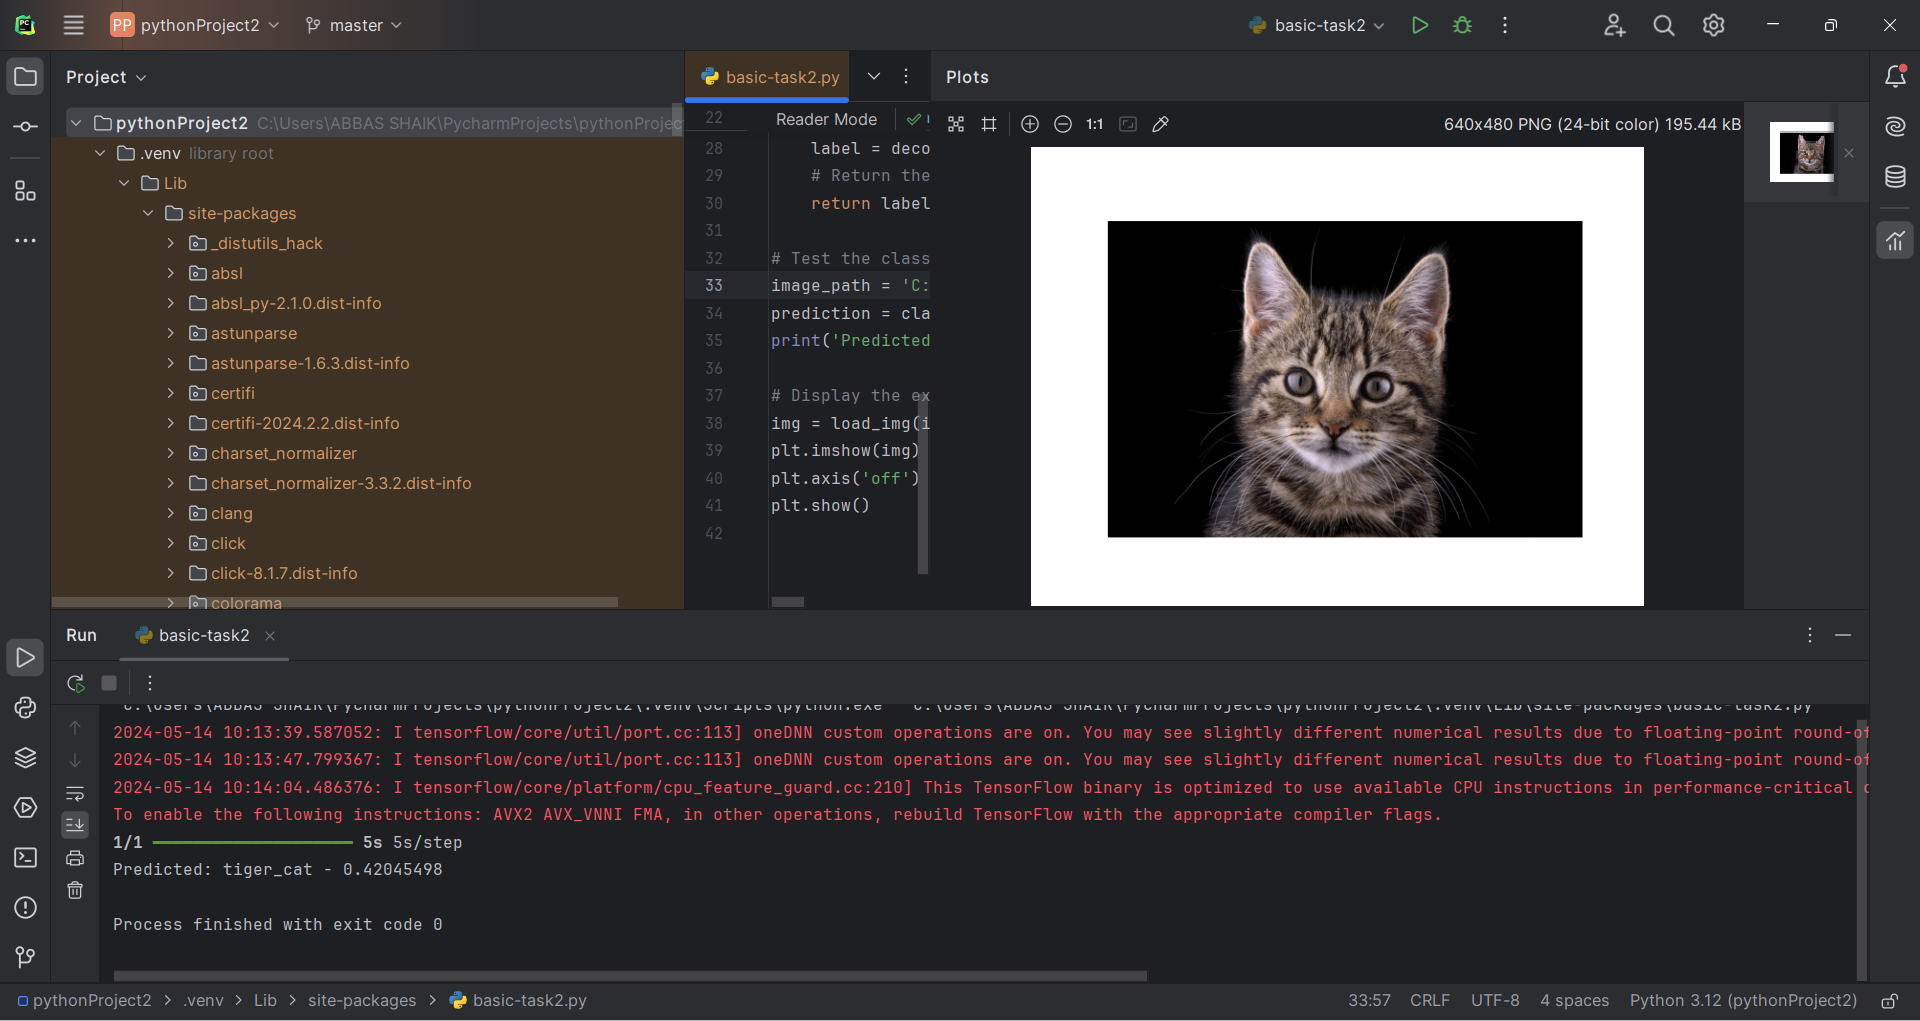 PP pythonProject2 master basic-task2
Project
basic-task2.py
Plots
pythonProject2 C:\Users\ABBAS SHAIK\PycharmProjects\pythonProjec
.venv library root
Lib
site-packages
_distutils_hack
absl
absl_py-2.1.0.dist-info
astunparse
astunparse-1.6.3.dist-info
certifi
certifi-2024.2.2.dist-info
charset_normalizer
charset_normalizer-3.3.2.dist-info
clang
click
click-8.1.7.dist-info
colorama
22 Reader Mode
28 label = deco
29 # Return the
30 return label
31
32 # Test the class
33 image_path = 'C:
34 prediction = cla
35 print('Predicted
36
37 # Display the ex
38 img = load_img(i
39 plt.imshow(img)
40 plt.axis('off')
41 plt.show()
42
1:1 640x480 PNG (24-bit color) 195.44 kB
Run basic-task2
C:\Users\ABBAS SHAIK\PycharmProjects\pythonProject2\.venv\Scripts\python.exe C:\Users\ABBAS SHAIK\PycharmProjects\pythonProject2\.venv\Lib\site-packages\basic-task2.py
2024-05-14 10:13:39.587052: I tensorflow/core/util/port.cc:113] oneDNN custom operations are on. You may see slightly different numerical results due to floating-point round-of
2024-05-14 10:13:47.799367: I tensorflow/core/util/port.cc:113] oneDNN custom operations are on. You may see slightly different numerical results due to floating-point round-of
2024-05-14 10:14:04.486376: I tensorflow/core/platform/cpu_feature_guard.cc:210] This TensorFlow binary is optimized to use available CPU instructions in performance-critical
To enable the following instructions: AVX2 AVX_VNNI FMA, in other operations, rebuild TensorFlow with the appropriate compiler flags.
1/1 5s 5s/step
Predicted: tiger_cat - 0.42045498
Process finished with exit code 0
pythonProject2 > .venv > Lib > site-packages > basic-task2.py
33:57 CRLF UTF-8 4 spaces Python 3.12 (pythonProject2)